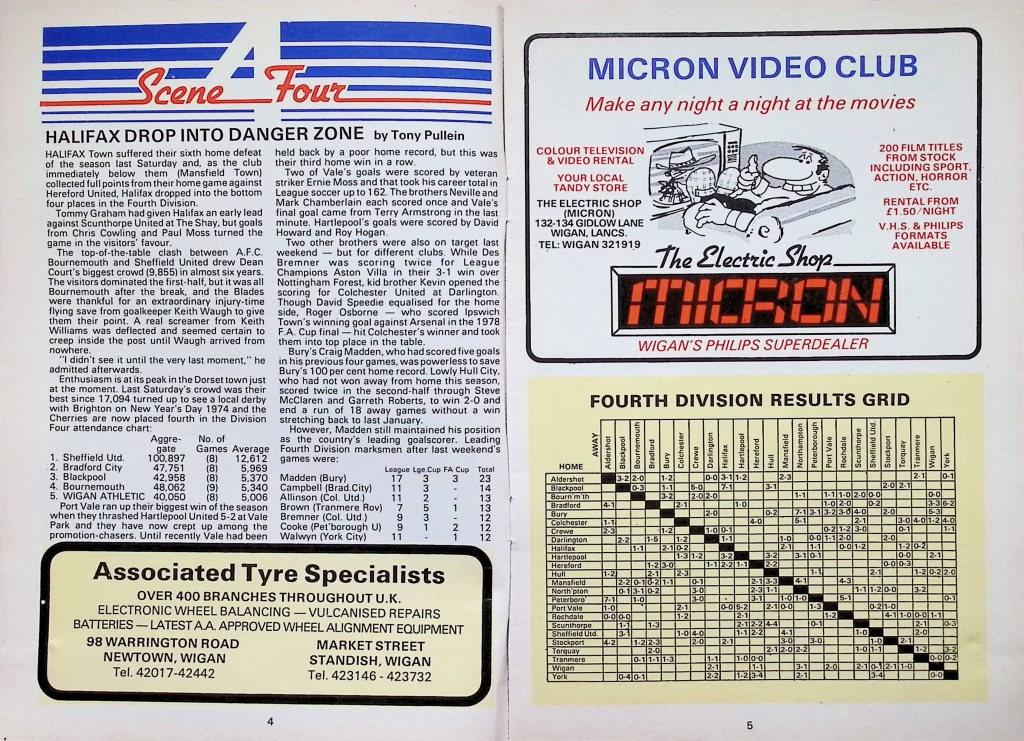 Scene 4 Four
HALIFAX DROP INTO DANGER ZONE by Tony Pullein
HALIFAX Town suffered their sixth home defeat
of the season last Saturday and, as the club
immediately below them (Mansfield Town)
collected full points from their home game against
Hereford United, Halifax dropped into the bottom
four places in the Fourth Division.
Tommy Graham had given Halifax an early lead
against Scunthorpe United at The Shay, but goals
from Chris Cowling and Paul Moss turned the
game in the visitors' favour.
The top-of-the-table clash between A.F.C.
Bournemouth and Sheffield United drew Dean
Court's biggest crowd (9,855) in almost six years.
The visitors dominated the first-half, but it was all
Bournemouth after the break, and the Blades
were thankful for an extraordinary injury-time
flying save from goalkeeper Keith Waugh to give
them their point. A real screamer from Keith
Williams was deflected and seemed certain to
creep inside the post until Waugh arrived from
nowhere.
"I didn't see it until the very last moment," he
admitted afterwards.
Enthusiasm is at its peak in the Dorset town just
at the moment. Last Saturday's crowd was their
best since 17,094 turned up to see a local derby
with Brighton on New Year's Day 1974 and the
Cherries are now placed fourth in the Division
Four attendance chart:
Aggre- No. of
gate Games Average
1. Sheffield Utd. 100,897 (8) 12,612
2. Bradford City 47,751 (8) 5,969
3. Blackpool 42,958 (8) 5,370
4. Bournemouth 48,062 (9) 5,340
5. WIGAN ATHLETIC 40,050 (8) 5,006
Port Vale ran up their biggest win of the season
when they thrashed Hartlepool United 5-2 at Vale
Park and they have now crept up among the
promotion-chasers. Until recently Vale had been
held back by a poor home record, but this was
their third home win in a row.
Two of Vale's goals were scored by veteran
striker Ernie Moss and that took his career total in
League soccer up to 162. The brothers Neville and
Mark Chamberlain each scored once and Vale's
final goal came from Terry Armstrong in the last
minute. Hartlepool's goals were scored by David
Howard and Roy Hogan.
Two other brothers were also on target last
weekend — but for different clubs. While Des
Bremner was scoring twice for League
Champions Aston Villa in their 3-1 win over
Nottingham Forest, kid brother Kevin opened the
scoring for Colchester United at Darlington.
Though David Speedie equalised for the home
side, Roger Osborne — who scored Ipswich
Town's winning goal against Arsenal in the 1978
F.A. Cup final — hit Colchester's winner and took
them into top place in the table.
Bury's Craig Madden, who had scored five goals
in his previous four games, was powerless to save
Bury's 100 per cent home record. Lowly Hull City,
who had not won away from home this season,
scored twice in the second-half through Steve
McClaren and Garreth Roberts, to win 2-0 and
end a run of 18 away games without a win
stretching back to last January.
However, Madden still maintained his position
as the country's leading goalscorer. Leading
Fourth Division marksmen after last weekend's
games were:
League Lge.Cup FA Cup Total
Madden (Bury) 17 3 3 23
Campbell (Brad.City) 11 3 - 14
Allinson (Col. Utd.) 11 2 - 13
Brown (Tranmere Rov) 7 5 1 13
Bremner (Col. Utd.) 9 3 - 12
Cooke (Pet'borough U) 9 1 2 12
Walwyn (York City) 11 - 1 12
Associated Tyre Specialists
OVER 400 BRANCHES THROUGHOUT U.K.
ELECTRONIC WHEEL BALANCING — VULCANISED REPAIRS
BATTERIES — LATEST A.A. APPROVED WHEEL ALIGNMENT EQUIPMENT
98 WARRINGTON ROAD
NEWTOWN, WIGAN
Tel. 42017-42442
MARKET STREET
STANDISH, WIGAN
Tel. 423146 - 423732
4
MICRON VIDEO CLUB
Make any night a night at the movies
COLOUR TELEVISION
& VIDEO RENTAL
YOUR LOCAL
TANDY STORE
THE ELECTRIC SHOP
(MICRON)
132-134 GIDLOW LANE
WIGAN, LANCS.
TEL: WIGAN 321919
200 FILM TITLES
FROM STOCK
INCLUDING SPORT,
ACTION, HORROR
ETC.
RENTAL FROM
£1.50/NIGHT
V.H.S. & PHILIPS
FORMATS
AVAILABLE
The Electric Shop
MICRON
WIGAN'S PHILIPS SUPERDEALER
FOURTH DIVISION RESULTS GRID
HOME
AWAY
Aldershot
Blackpool
Bournemouth
Bradford
Bury
Colchester
Crewe
Darlington
Halifax
Hartlepool
Hereford
Hull
Mansfield
Northampton
Peterborough
Port Vale
Rochdale
Scunthorpe
Sheffield Utd.
Stockport
Torquay
Tranmere
Wigan
York
Aldershot
Blackpool
Bourn'm'th
Bradford
Bury
Colchester
Crewe
Darlington
Halifax
Hartlepool
Hereford
Hull
Mansfield
North'pton
Peterboro'
Port Vale
Rochdale
Scunthorpe
Sheffield Utd.
Stockport
Torquay
Tranmere
Wigan
York
5